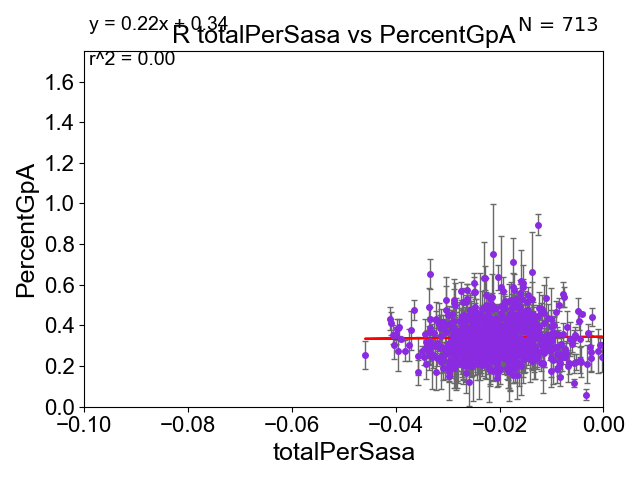 y = 0.22x + 0.34
N = 713
R totalPerSasa vs PercentGpA
r^2 = 0.00
1.6
1.4
1.2
1.0
0.8
0.6
0.4
0.2
0.0
PercentGpA
−0.10
−0.08
−0.06
−0.04
−0.02
0.00
totalPerSasa